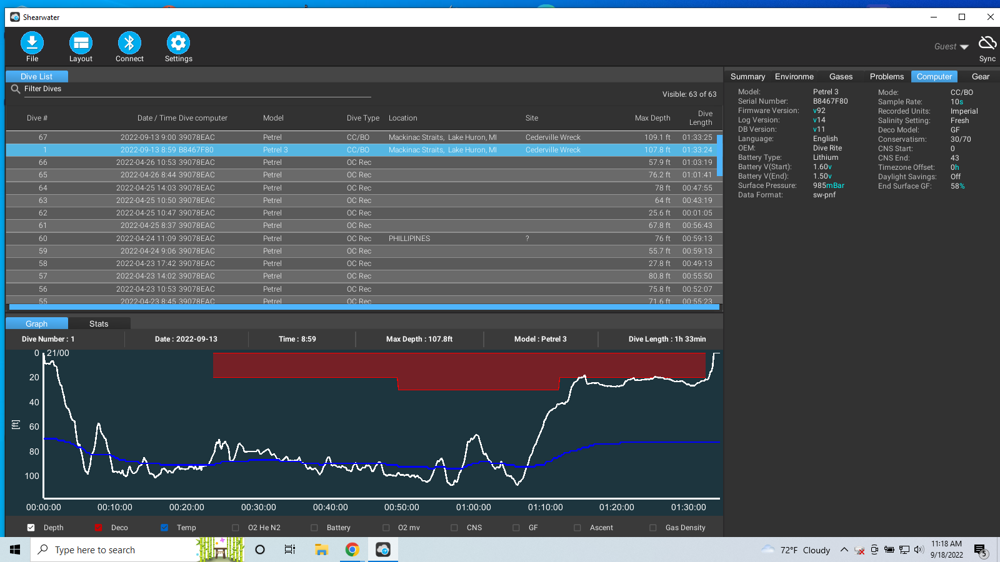 Shearwater
File Layout Connect Settings
Guest
Sync
Dive List
Filter Dives
Visible: 63 of 63
Dive # Date / Time Dive computer Model Dive Type Location Site Max Depth Dive Length
67 2022-09-13 9:00 39078EAC Petrel CC/BO Mackinac Straits, Lake Huron, MI Cederville Wreck 109.1 ft 01:33:25
1 2022-09-13 8:59 B8467F80 Petrel 3 CC/BO Mackinac Straits, Lake Huron, MI Cederville Wreck 107.8 ft 01:33:24
66 2022-04-26 10:53 39078EAC Petrel OC Rec 57.9 ft 01:03:19
65 2022-04-26 8:44 39078EAC Petrel OC Rec 76.2 ft 01:01:41
64 2022-04-25 14:03 39078EAC Petrel OC Rec 78 ft 00:47:55
63 2022-04-25 10:50 39078EAC Petrel OC Rec 64 ft 00:43:19
62 2022-04-25 10:47 39078EAC Petrel OC Rec 25.6 ft 00:01:05
61 2022-04-25 8:37 39078EAC Petrel OC Rec 67.8 ft 00:56:43
60 2022-04-24 11:09 39078EAC Petrel OC Rec PHILLIPINES ? 76 ft 00:59:13
59 2022-04-24 9:06 39078EAC Petrel OC Rec 55.7 ft 00:59:13
58 2022-04-23 17:42 39078EAC Petrel OC Rec 27.8 ft 00:49:13
57 2022-04-23 14:02 39078EAC Petrel OC Rec 80.8 ft 00:55:50
56 2022-04-23 10:53 39078EAC Petrel OC Rec 75.8 ft 00:52:07
55 2022-04-23 8:45 39078EAC Petrel OC Rec 71.6 ft 00:55:23
Summary Environme Gases Problems Computer Gear
Model: Petrel 3
Serial Number: B8467F80
Firmware Version: v92
Log Version: v14
DB Version: v11
Language: English
OEM: Dive Rite
Battery Type: Lithium
Battery V(Start): 1.60v
Battery V(End): 1.50v
Surface Pressure: 985mBar
Data Format: sw-pnf
Mode: CC/BO
Sample Rate: 10s
Recorded Units: Imperial
Salinity Setting: Fresh
Deco Model: GF
Conservatism: 30/70
CNS Start: 0
CNS End: 43
Timezone Offset: 0h
Daylight Savings: Off
End Surface GF: 58%
Graph Stats
Dive Number : 1 Date : 2022-09-13 Time : 8:59 Max Depth : 107.8ft Model : Petrel 3 Dive Length : 1h 33min
0 21/00
20
40
60
[ft]
80
100
00:00:00 00:10:00 00:20:00 00:30:00 00:40:00 00:50:00 01:00:00 01:10:00 01:20:00 01:30:00
Depth Deco Temp O2 He N2 Battery O2 mv CNS GF Ascent Gas Density
Type here to search
72°F Cloudy
11:18 AM
9/18/2022
5